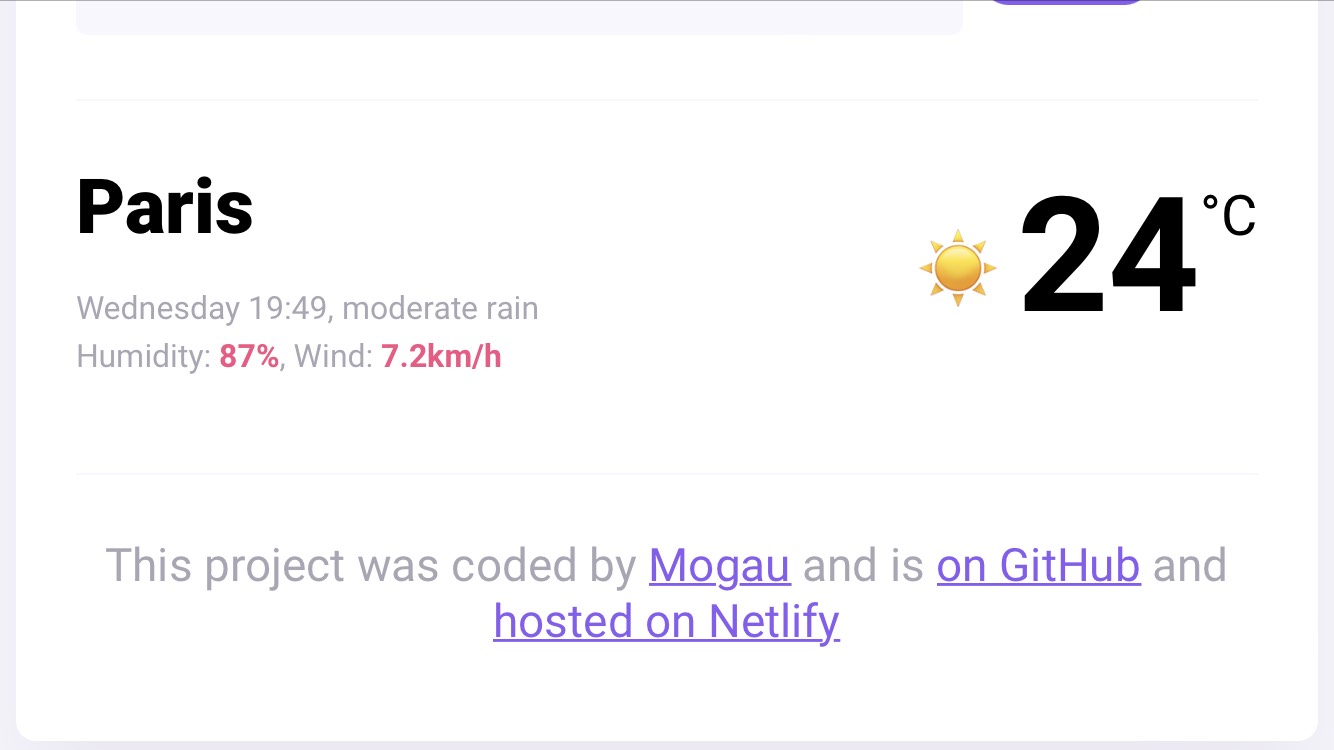 Paris
24°C
Wednesday 19:49, moderate rain
Humidity: 87%, Wind: 7.2km/h
This project was coded by Mogau and is on GitHub and
hosted on Netlify